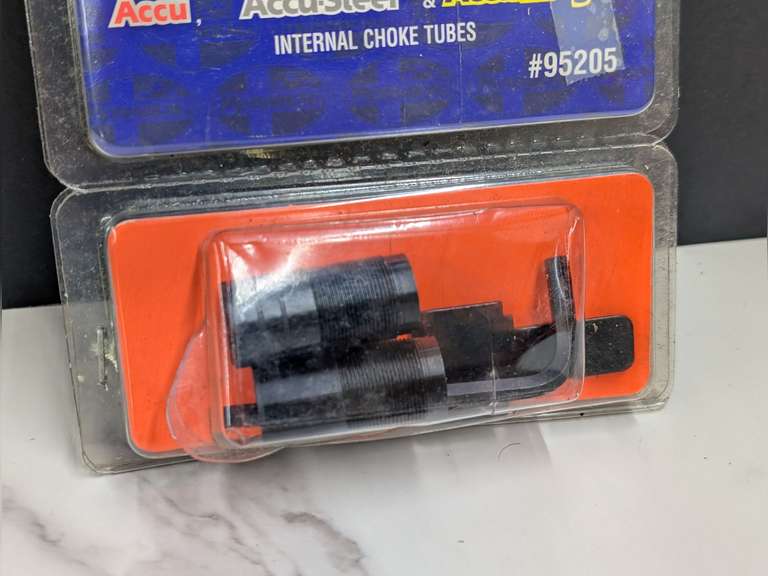 Accu, Accu-Steel &
INTERNAL CHOKE TUBES
#95205